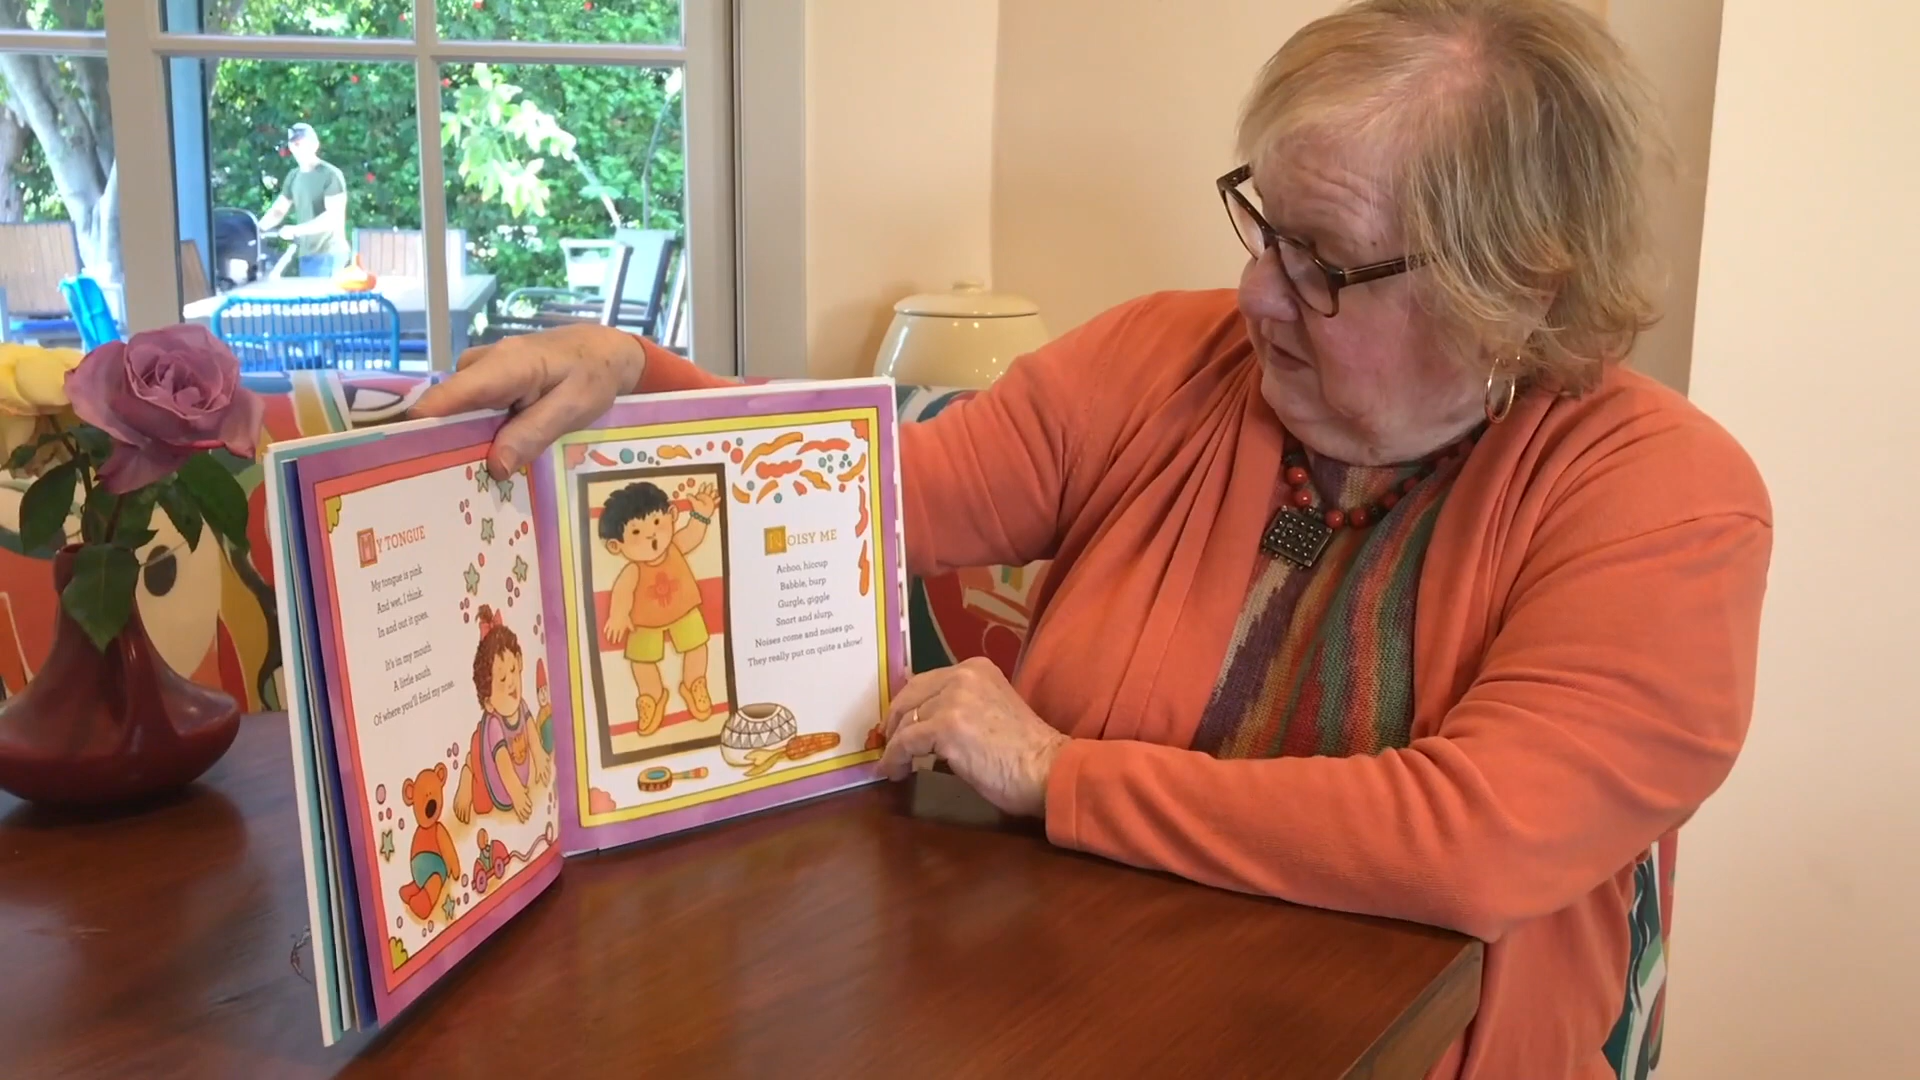 MY TONGUE
My tongue is pink
And wet, I think.
In and out it goes.
It's in my mouth
A little south
Of where you'll find my nose.
NOISY ME
Achoo, hiccup
Babble, burp
Gurgle, giggle
Snort and slurp.
Noises come and noises go.
They really put on quite a show!